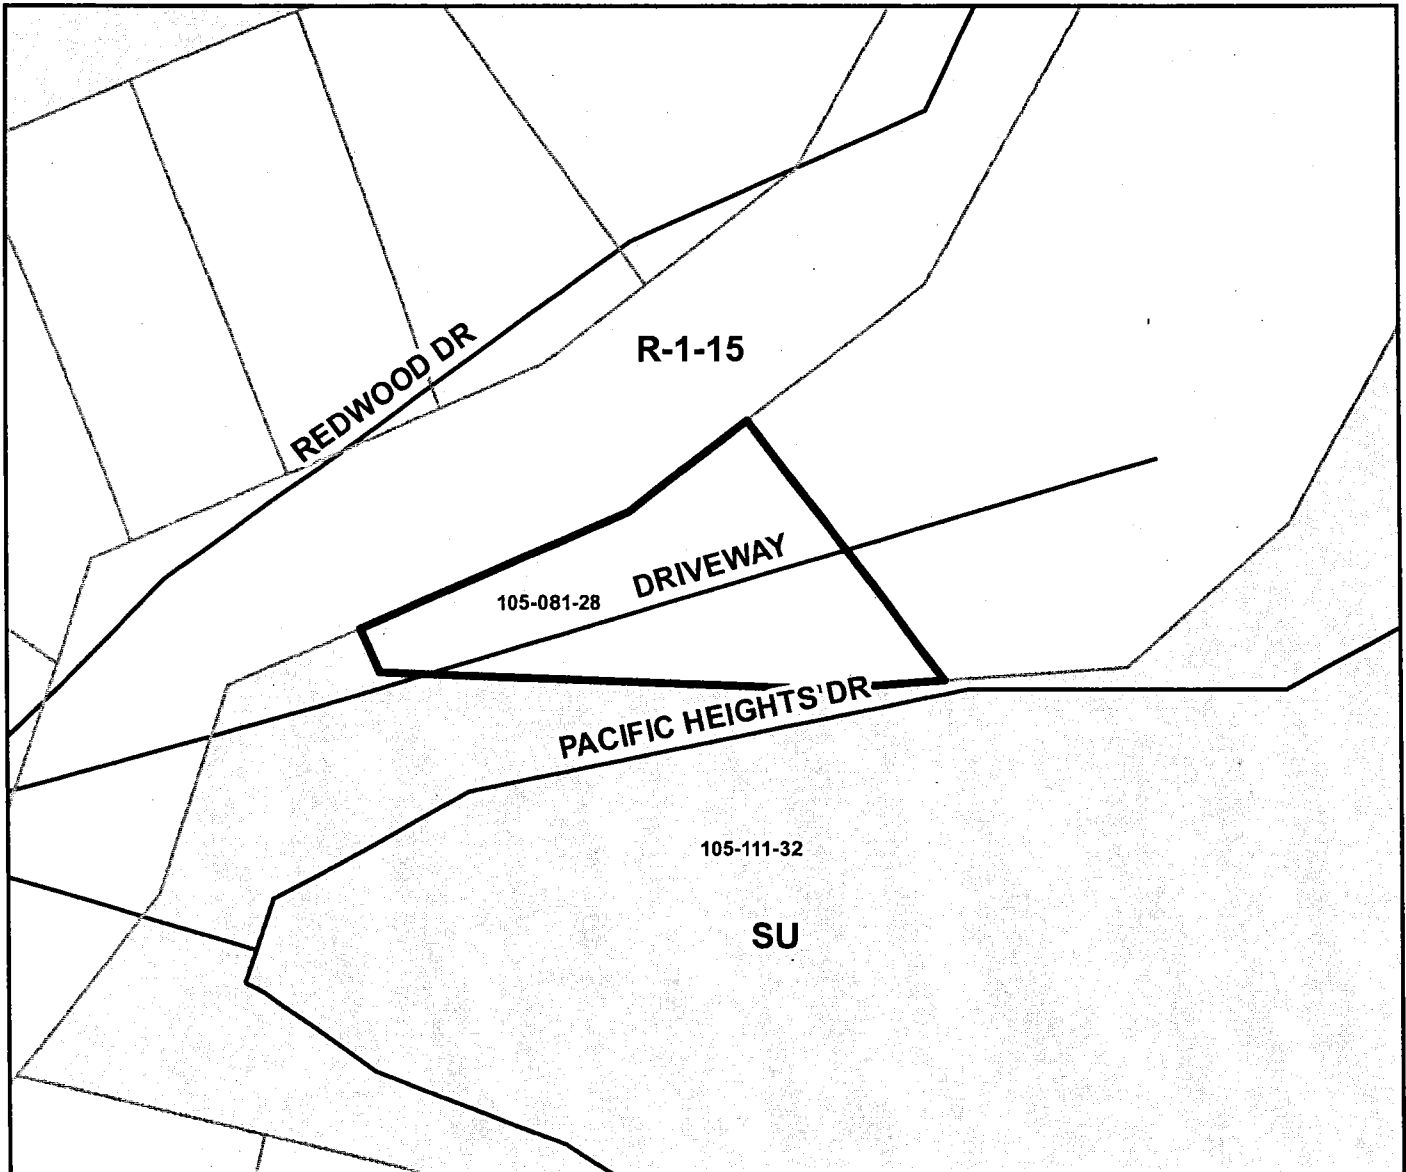 REDWOOD DR
R-1-15
DRIVEWAY
105-081-28
PACIFIC HEIGHTS DR
105-111-32
SU